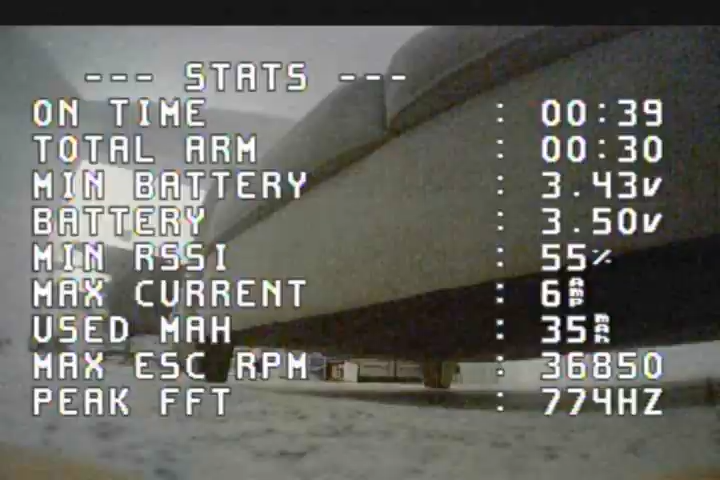 --- STATS ---
ON TIME : 00:39
TOTAL ARM : 00:30
MIN BATTERY : 3.43V
BATTERY : 3.50V
MIN RSSI : 55%
MAX CURRENT : 6AMP
USED MAH : 35MAH
MAX ESC RPM : 36850
PEAK FFT : 774HZ